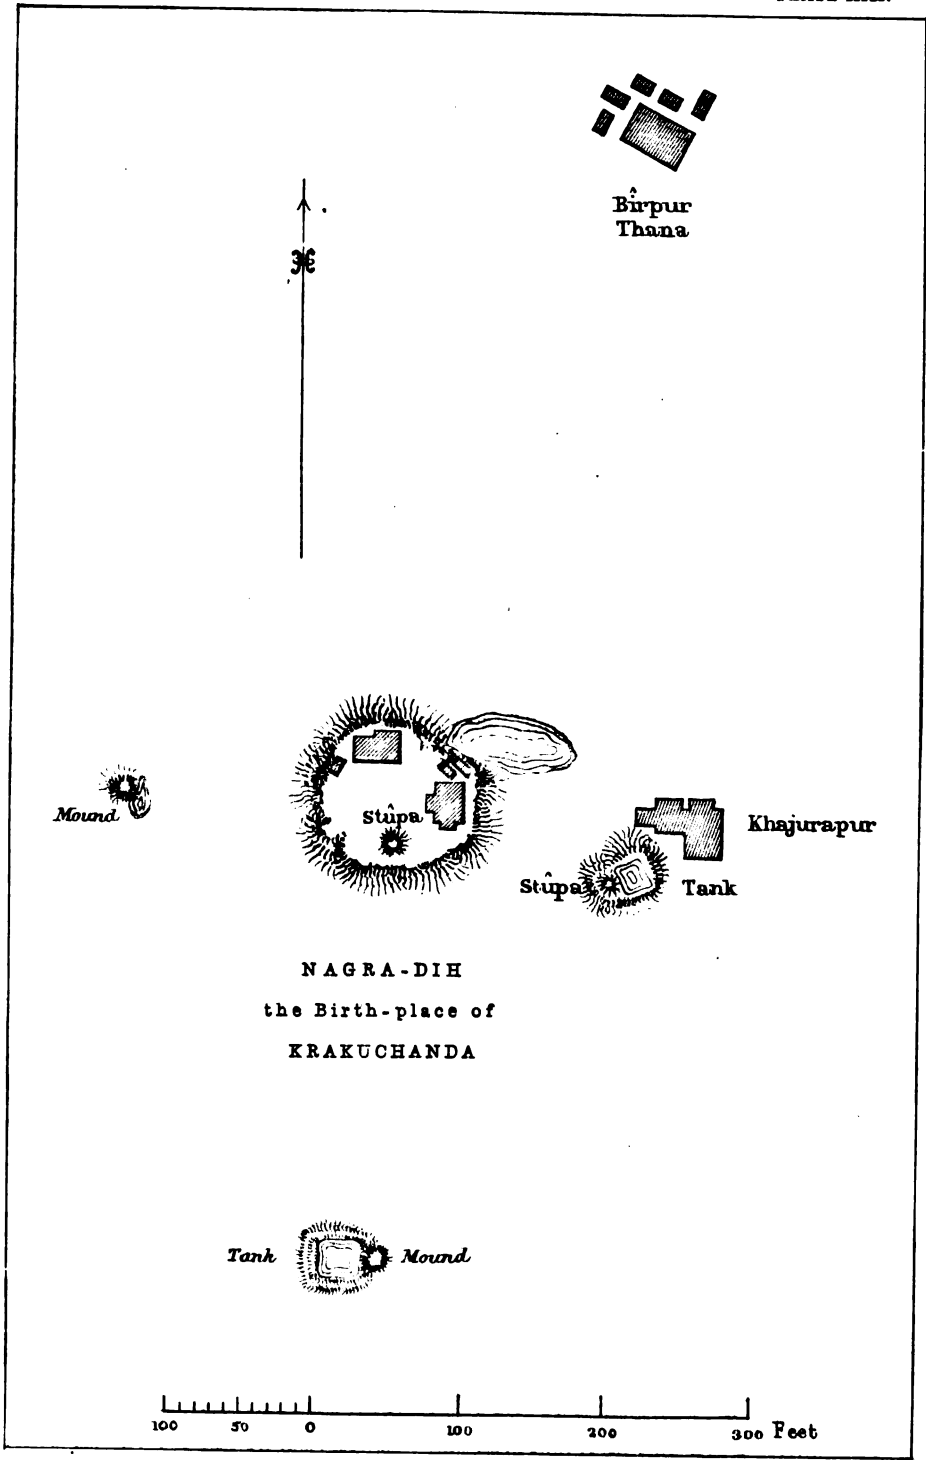 Bîrpur
Thana
Mound
Stûpa
Khajurapur
Stûpa
Tank
NAGRA-DIH
the Birth-place of
KRAKUCHANDA
Tank
Mound
100 50 0 100 200 300 Feet